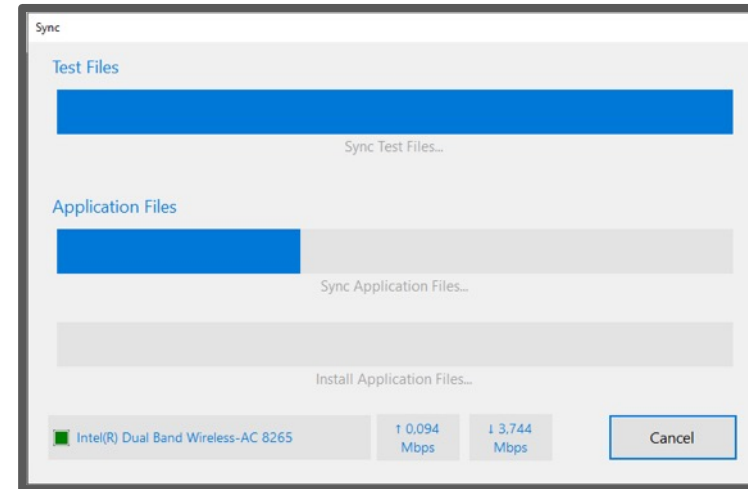 Sync
Test Files
Sync Test Files...
Application Files
Sync Application Files...
Install Application Files...
Intel(R) Dual Band Wireless-AC 8265
↑ 0,094
Mbps
↓ 3,744
Mbps
Cancel